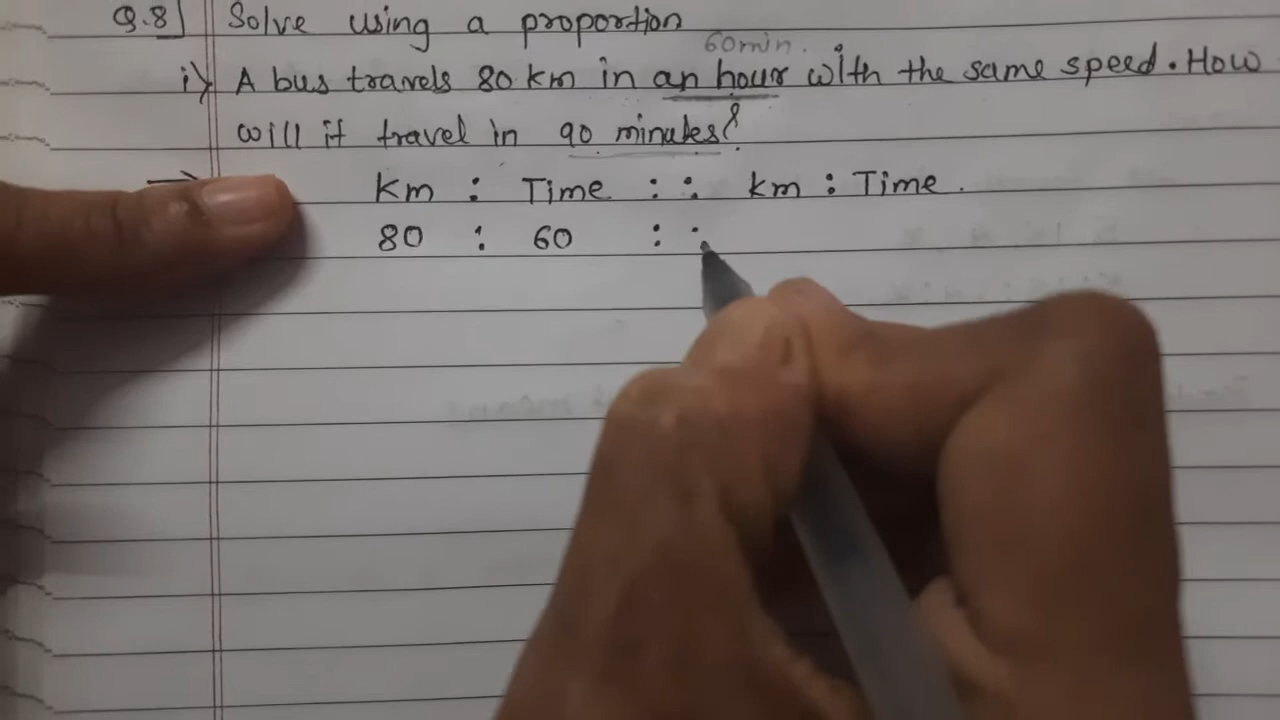 Q.8] Solve using a proportion
60min.
i) A bus travels 80 km in an hour with the same speed. How
will it travel in 90 minutes?
→ Km : Time : : km : Time.
80 : 60 : :